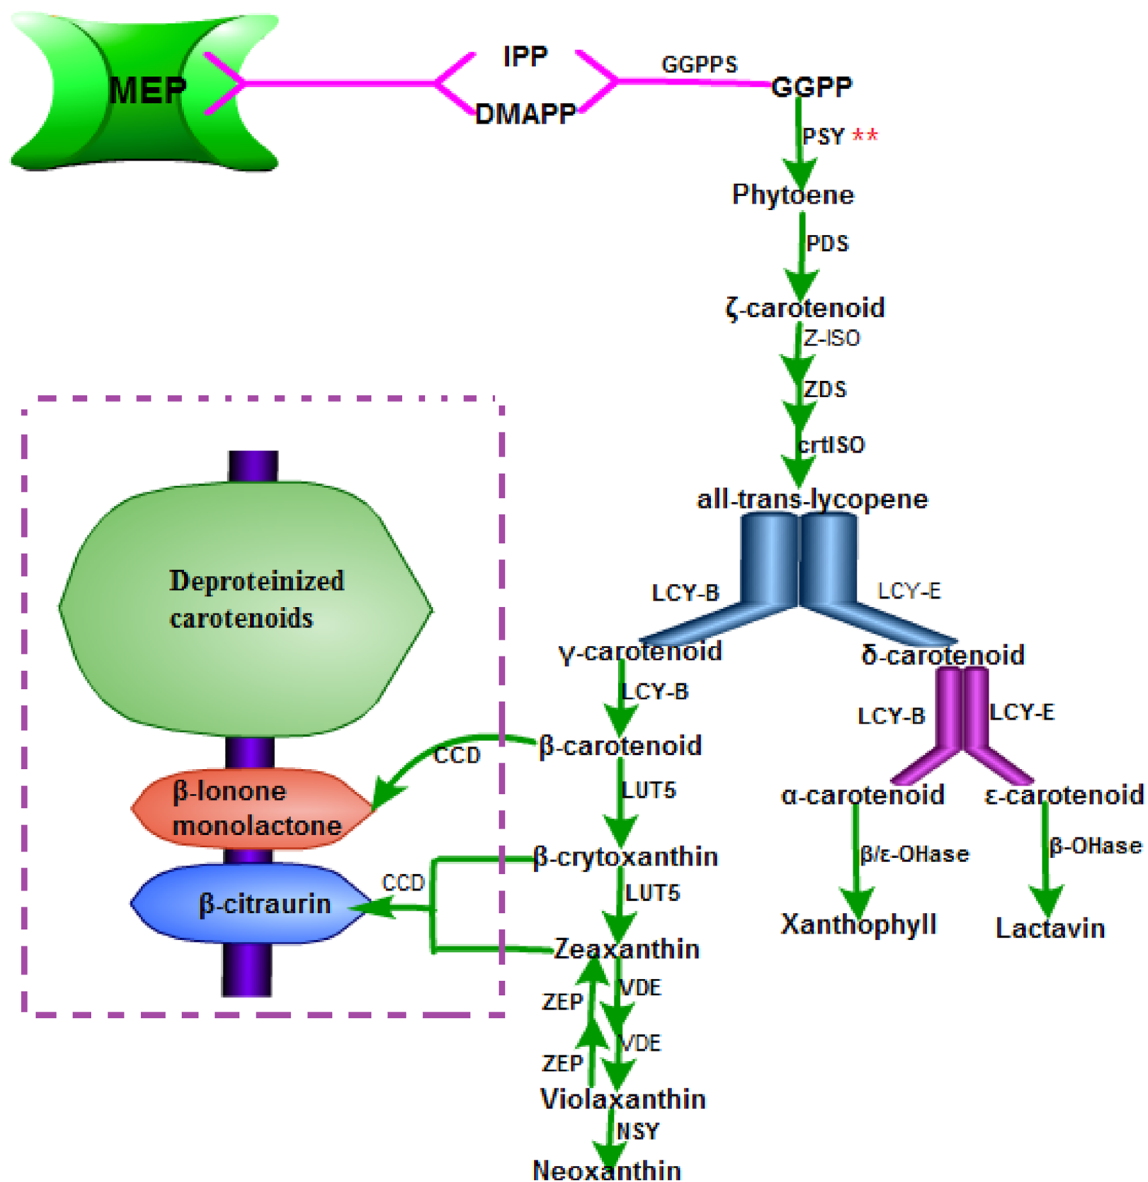 MEP
IPP
DMAPP
GGPPS
GGPP
PSY **
Phytoene
PDS
ζ-carotenoid
Z-ISO
ZDS
crtISO
all-trans-lycopene
LCY-B
LCY-E
γ-carotenoid
δ-carotenoid
LCY-B
LCY-B
LCY-E
β-carotenoid
α-carotenoid
ε-carotenoid
LUT5
β/ε-OHase
β-OHase
β-crytoxanthin
LUT5
Xanthophyll
Lactavin
Zeaxanthin
ZEP
VDE
ZEP
VDE
Violaxanthin
NSY
Neoxanthin
Deproteinized
carotenoids
CCD
β-Ionone
monolactone
CCD
β-citraurin